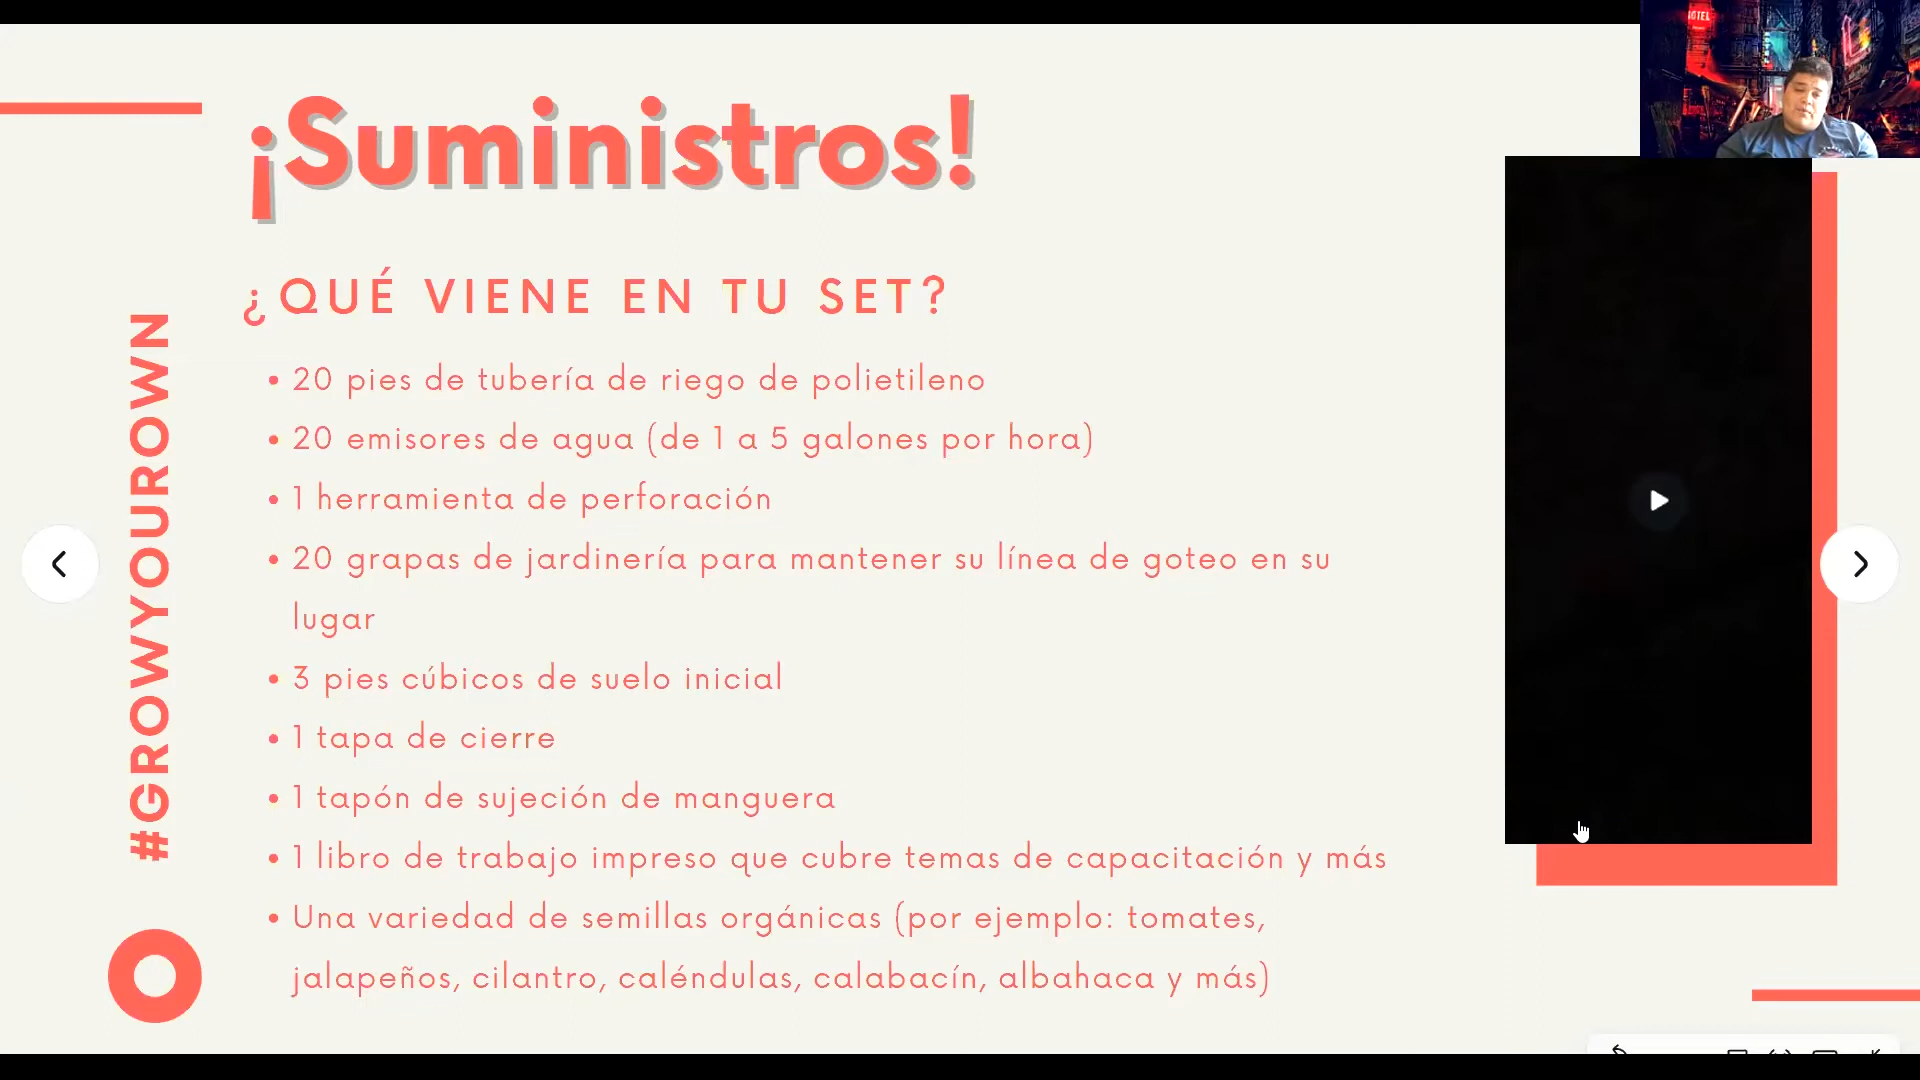 ¡Suministros!
¿QUÉ VIENE EN TU SET?
#GROWYOUROWN
• 20 pies de tubería de riego de polietileno
• 20 emisores de agua (de 1 a 5 galones por hora)
• 1 herramienta de perforación
• 20 grapas de jardinería para mantener su línea de goteo en su
lugar
• 3 pies cúbicos de suelo inicial
• 1 tapa de cierre
• 1 tapón de sujeción de manguera
• 1 libro de trabajo impreso que cubre temas de capacitación y más
• Una variedad de semillas orgánicas (por ejemplo: tomates,
jalapeños, cilantro, caléndulas, calabacín, albahaca y más)
HOTEL